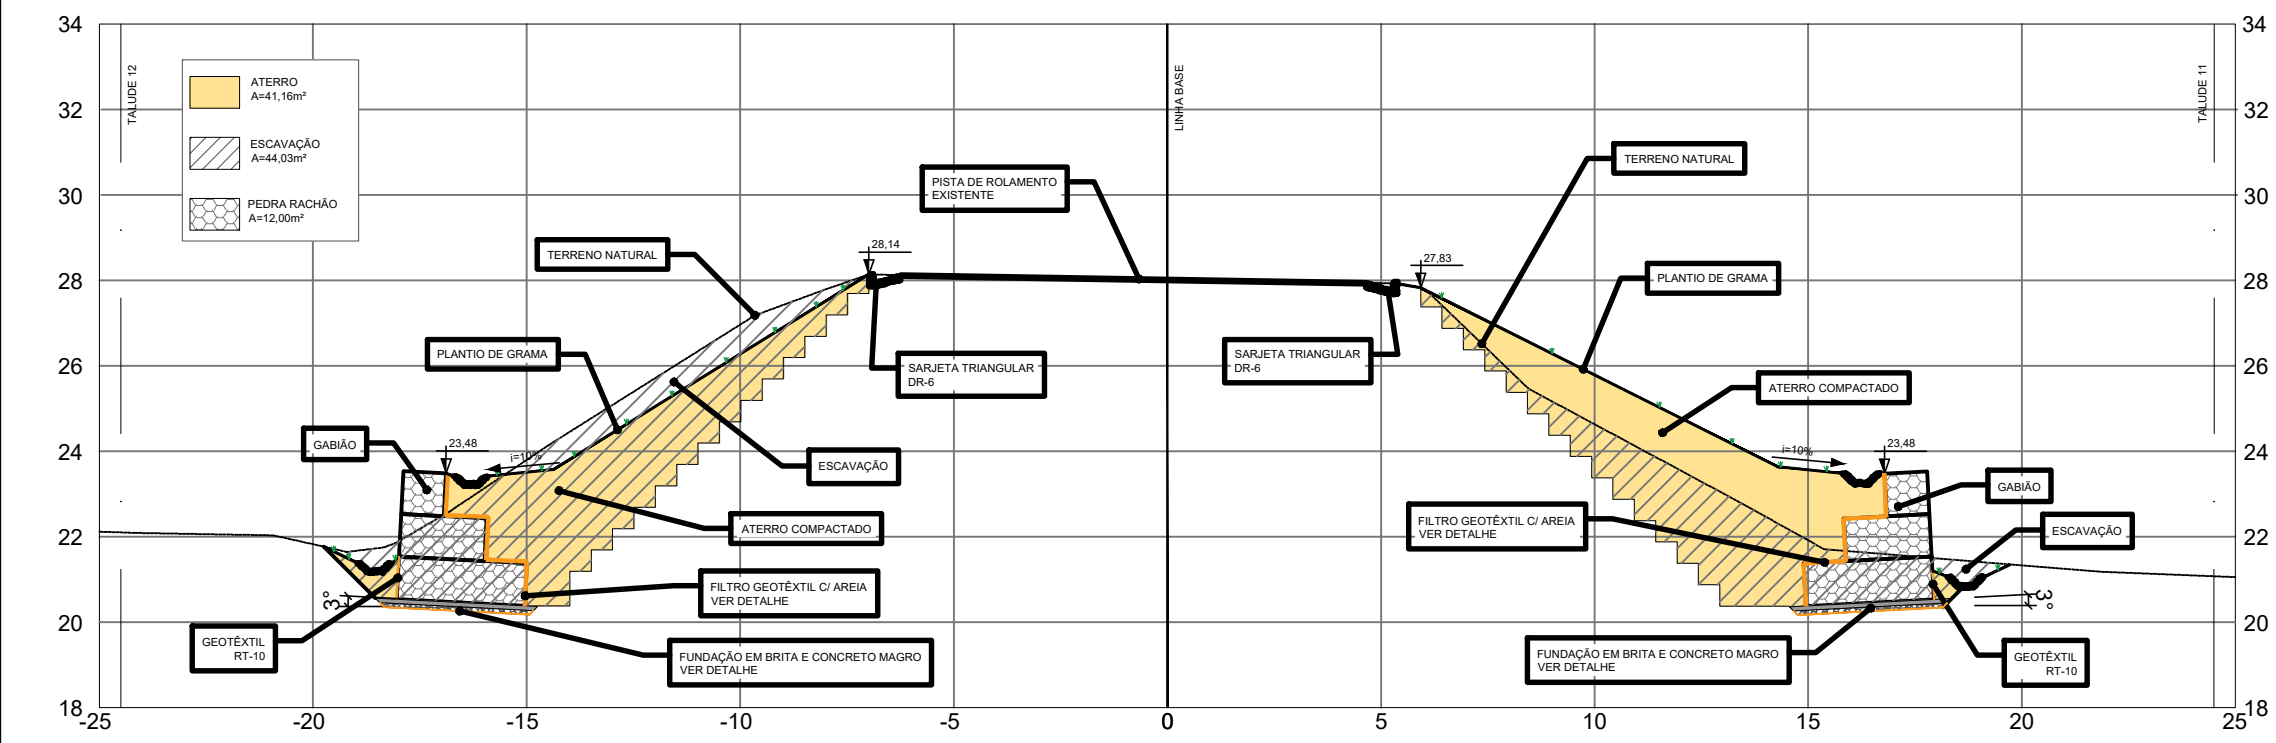 34
34
32
32
30
30
28
28
26
26
24
24
22
22
20
20
18
18
-25
-20
-15
-10
-5
0
5
10
15
20
25
TALUDE 12
LINHA BASE
TALUDE 11
ATERRO
A=41,16m²
ESCAVAÇÃO
A=44,03m²
PEDRA RACHÃO
A=12,00m²
PISTA DE ROLAMENTO
EXISTENTE
TERRENO NATURAL
TERRENO NATURAL
28,14
27,83
PLANTIO DE GRAMA
PLANTIO DE GRAMA
SARJETA TRIANGULAR
DR-6
SARJETA TRIANGULAR
DR-6
ATERRO COMPACTADO
GABIÃO
23,48
i=10%
ESCAVAÇÃO
i=10%
23,48
GABIÃO
ATERRO COMPACTADO
FILTRO GEOTÊXTIL C/ AREIA
VER DETALHE
ESCAVAÇÃO
FILTRO GEOTÊXTIL C/ AREIA
VER DETALHE
3°
3°
GEOTÊXTIL
RT-10
FUNDAÇÃO EM BRITA E CONCRETO MAGRO
VER DETALHE
FUNDAÇÃO EM BRITA E CONCRETO MAGRO
VER DETALHE
GEOTÊXTIL
RT-10